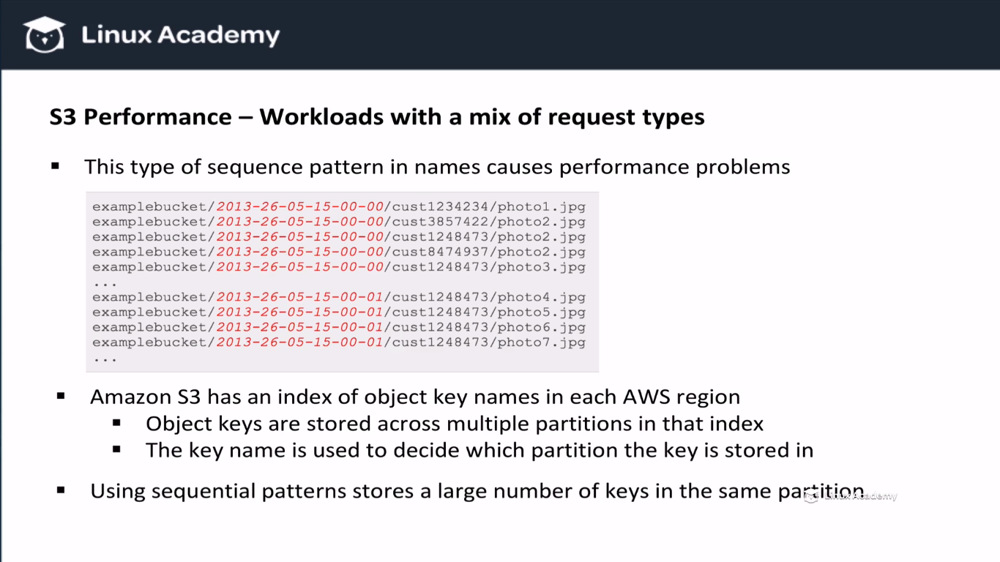 Linux Academy
S3 Performance – Workloads with a mix of request types
▪ This type of sequence pattern in names causes performance problems
examplebucket/2013-26-05-15-00-00/cust1234234/photo1.jpg
examplebucket/2013-26-05-15-00-00/cust3857422/photo2.jpg
examplebucket/2013-26-05-15-00-00/cust1248473/photo2.jpg
examplebucket/2013-26-05-15-00-00/cust8474937/photo2.jpg
examplebucket/2013-26-05-15-00-00/cust1248473/photo3.jpg
...
examplebucket/2013-26-05-15-00-01/cust1248473/photo4.jpg
examplebucket/2013-26-05-15-00-01/cust1248473/photo5.jpg
examplebucket/2013-26-05-15-00-01/cust1248473/photo6.jpg
examplebucket/2013-26-05-15-00-01/cust1248473/photo7.jpg
...
▪ Amazon S3 has an index of object key names in each AWS region
▪ Object keys are stored across multiple partitions in that index
▪ The key name is used to decide which partition the key is stored in
▪ Using sequential patterns stores a large number of keys in the same partition
Linux Academy